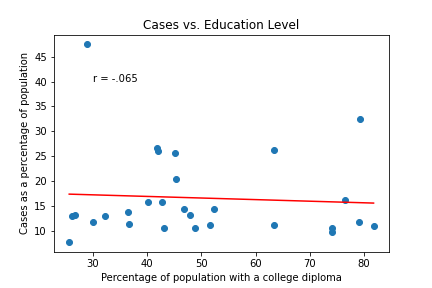 Cases vs. Education Level
r = -.065
Cases as a percentage of population
45
40
35
30
25
20
15
10
30 40 50 60 70 80
Percentage of population with a college diploma